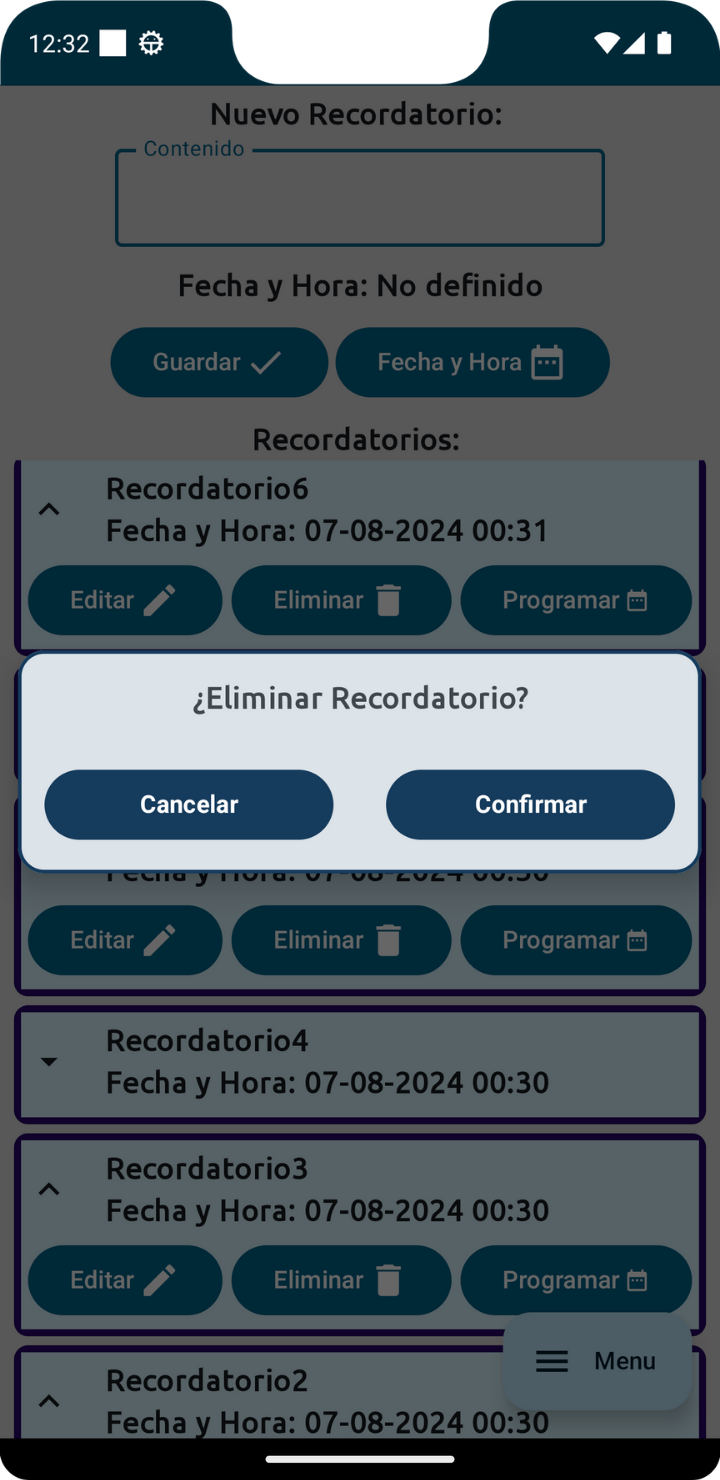 12:32
Nuevo Recordatorio:
Contenido
Fecha y Hora: No definido
Guardar Fecha y Hora
Recordatorios:
Recordatorio6
Fecha y Hora: 07-08-2024 00:31
Editar Eliminar Programar
¿Eliminar Recordatorio?
Cancelar Confirmar
Fecha y Hora: 07-08-2024 00:30
Editar Eliminar Programar
Recordatorio4
Fecha y Hora: 07-08-2024 00:30
Recordatorio3
Fecha y Hora: 07-08-2024 00:30
Editar Eliminar Programar
Menu
Recordatorio2
Fecha y Hora: 07-08-2024 00:30